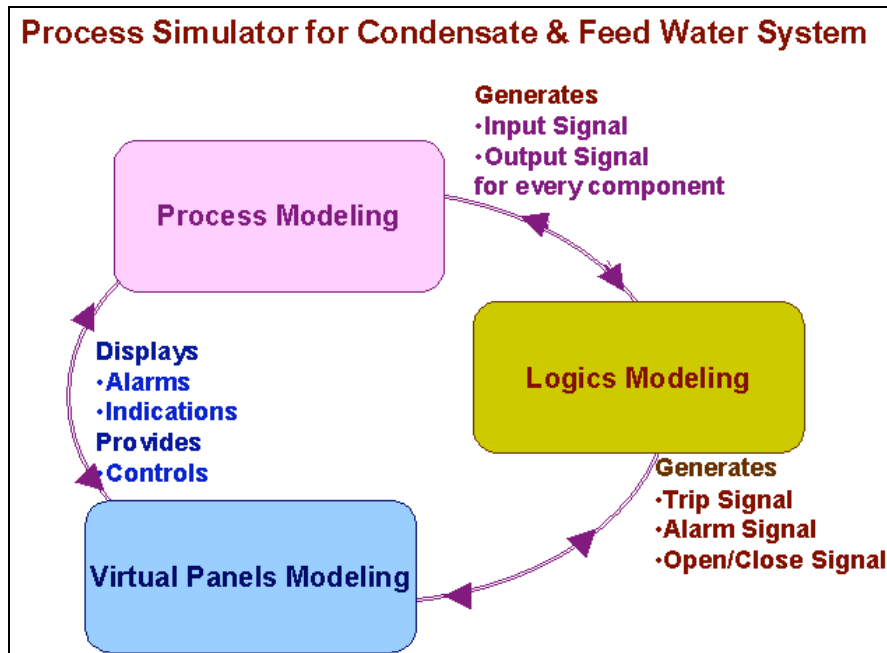 Process Simulator for Condensate & Feed Water System
Generates
•Input Signal
•Output Signal
for every component
Process Modeling
Displays
•Alarms
•Indications
Provides
•Controls
Logics Modeling
Generates
•Trip Signal
•Alarm Signal
•Open/Close Signal
Virtual Panels Modeling